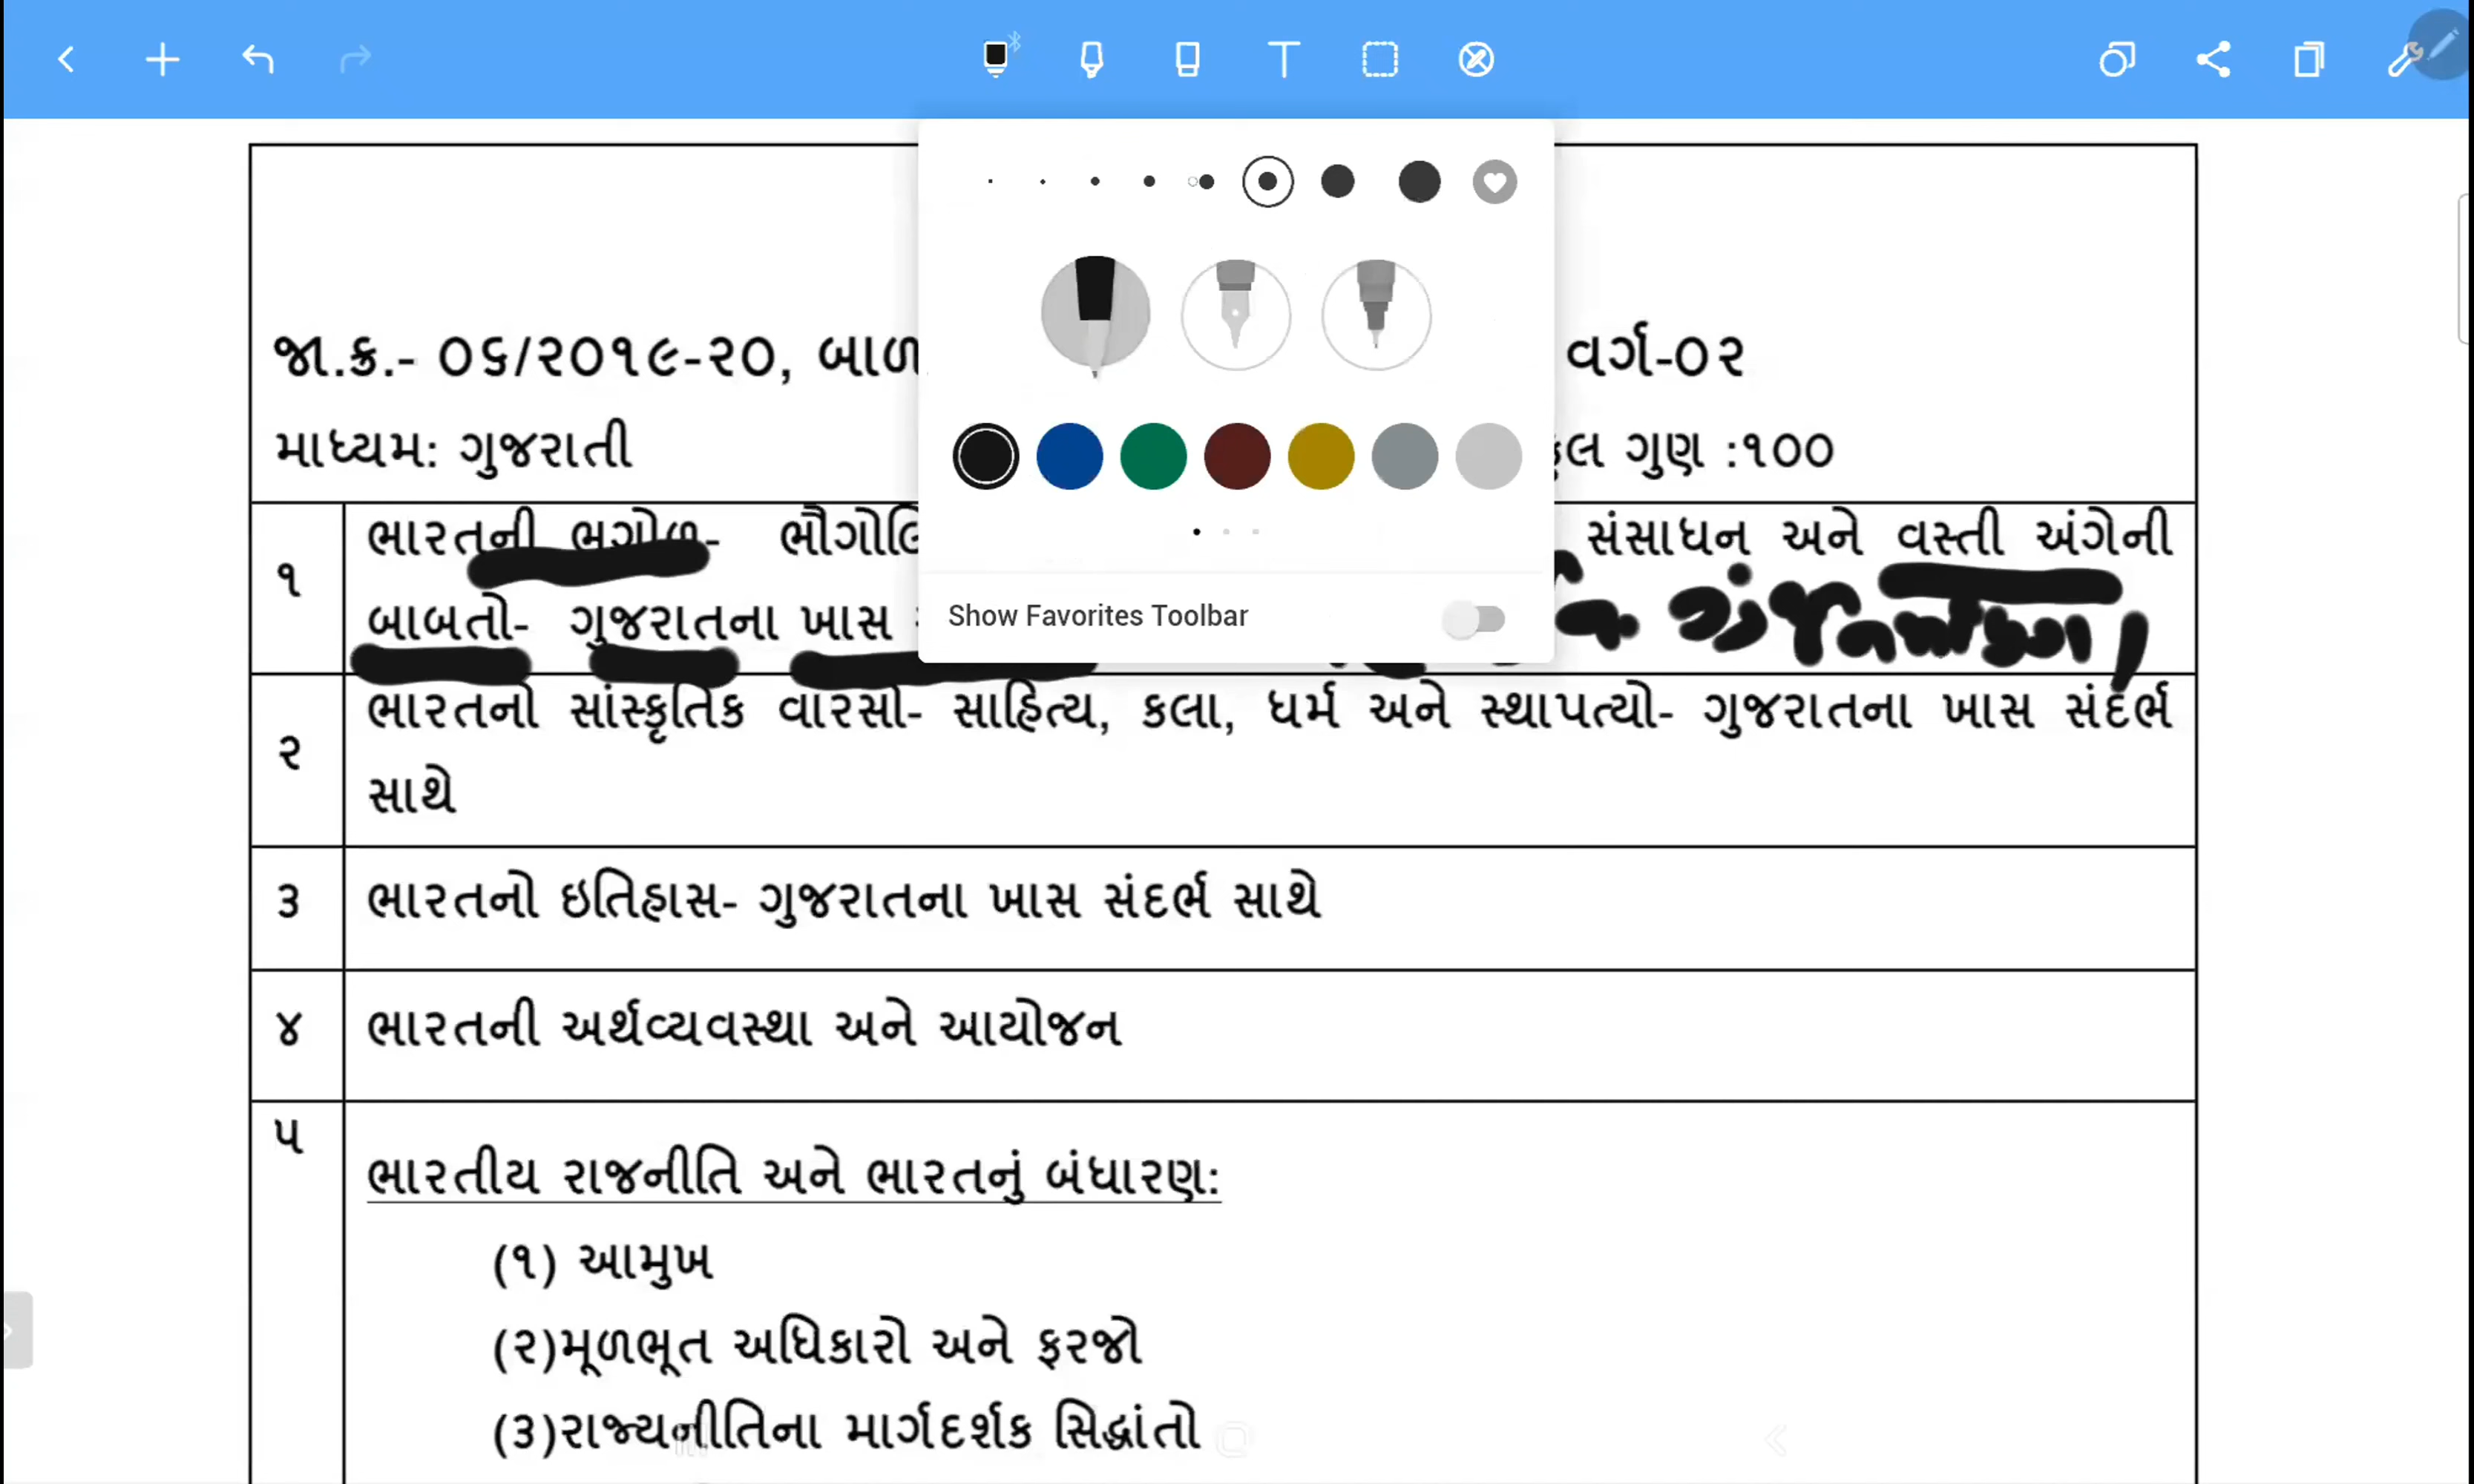 Show Favorites Toolbar
જા.ક્ર.- ૦૬/૨૦૧૯-૨૦, બાળ વર્ગ-૦૨
માધ્યમ: ગુજરાતી કુલ ગુણ :૧૦૦
૧ ભારતની ભૂગોળ- સંસાધન અને વસ્તી અંગેની
બાબતો- ગુજરાતના ખાસ
૨ ભારતનો સાંસ્કૃતિક વારસો- સાહિત્ય, કલા, ધર્મ અને સ્થાપત્યો- ગુજરાતના ખાસ સંદર્ભ
સાથે
૩ ભારતનો ઇતિહાસ- ગુજરાતના ખાસ સંદર્ભ સાથે
૪ ભારતની અર્થવ્યવસ્થા અને આયોજન
૫ ભારતીય રાજનીતિ અને ભારતનું બંધારણ:
(૧) આમુખ
(૨)મૂળભૂત અધિકારો અને ફરજો
(૩)રાજ્યનીતિના માર્ગદર્શક સિદ્ધાંતો